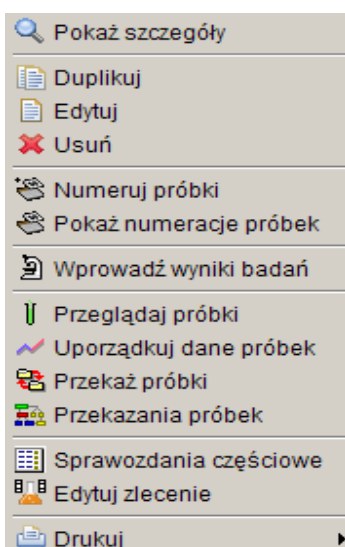 Pokaż szczegóły
Duplikuj
Edytuj
Usuń
Numeruj próbki
Pokaż numeracje próbek
Wprowadź wyniki badań
Przeglądaj próbki
Uporządkuj dane próbek
Przekaż próbki
Przekazania próbek
Sprawozdania częściowe
Edytuj zlecenie
Drukuj